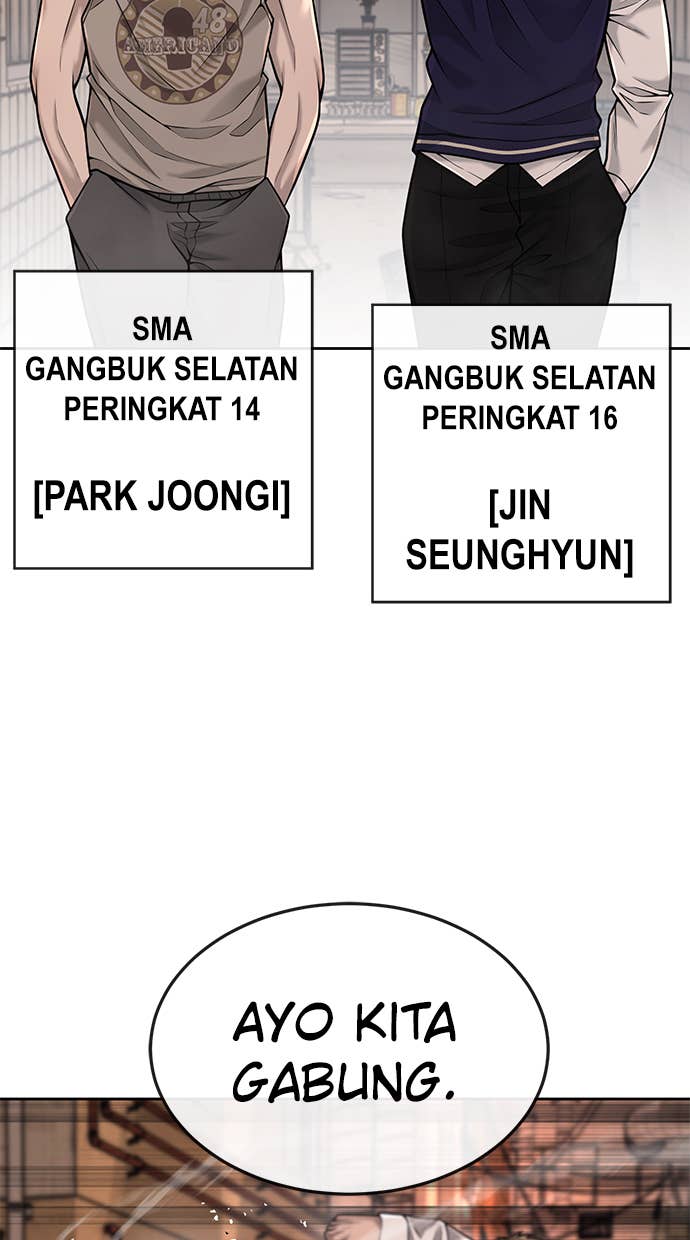 48
AMERICANO
SMA
GANGBUK SELATAN
PERINGKAT 14
[PARK JOONGI]
SMA
GANGBUK SELATAN
PERINGKAT 16
[JIN
SEUNGHYUN]
AYO KITA
GABUNG.